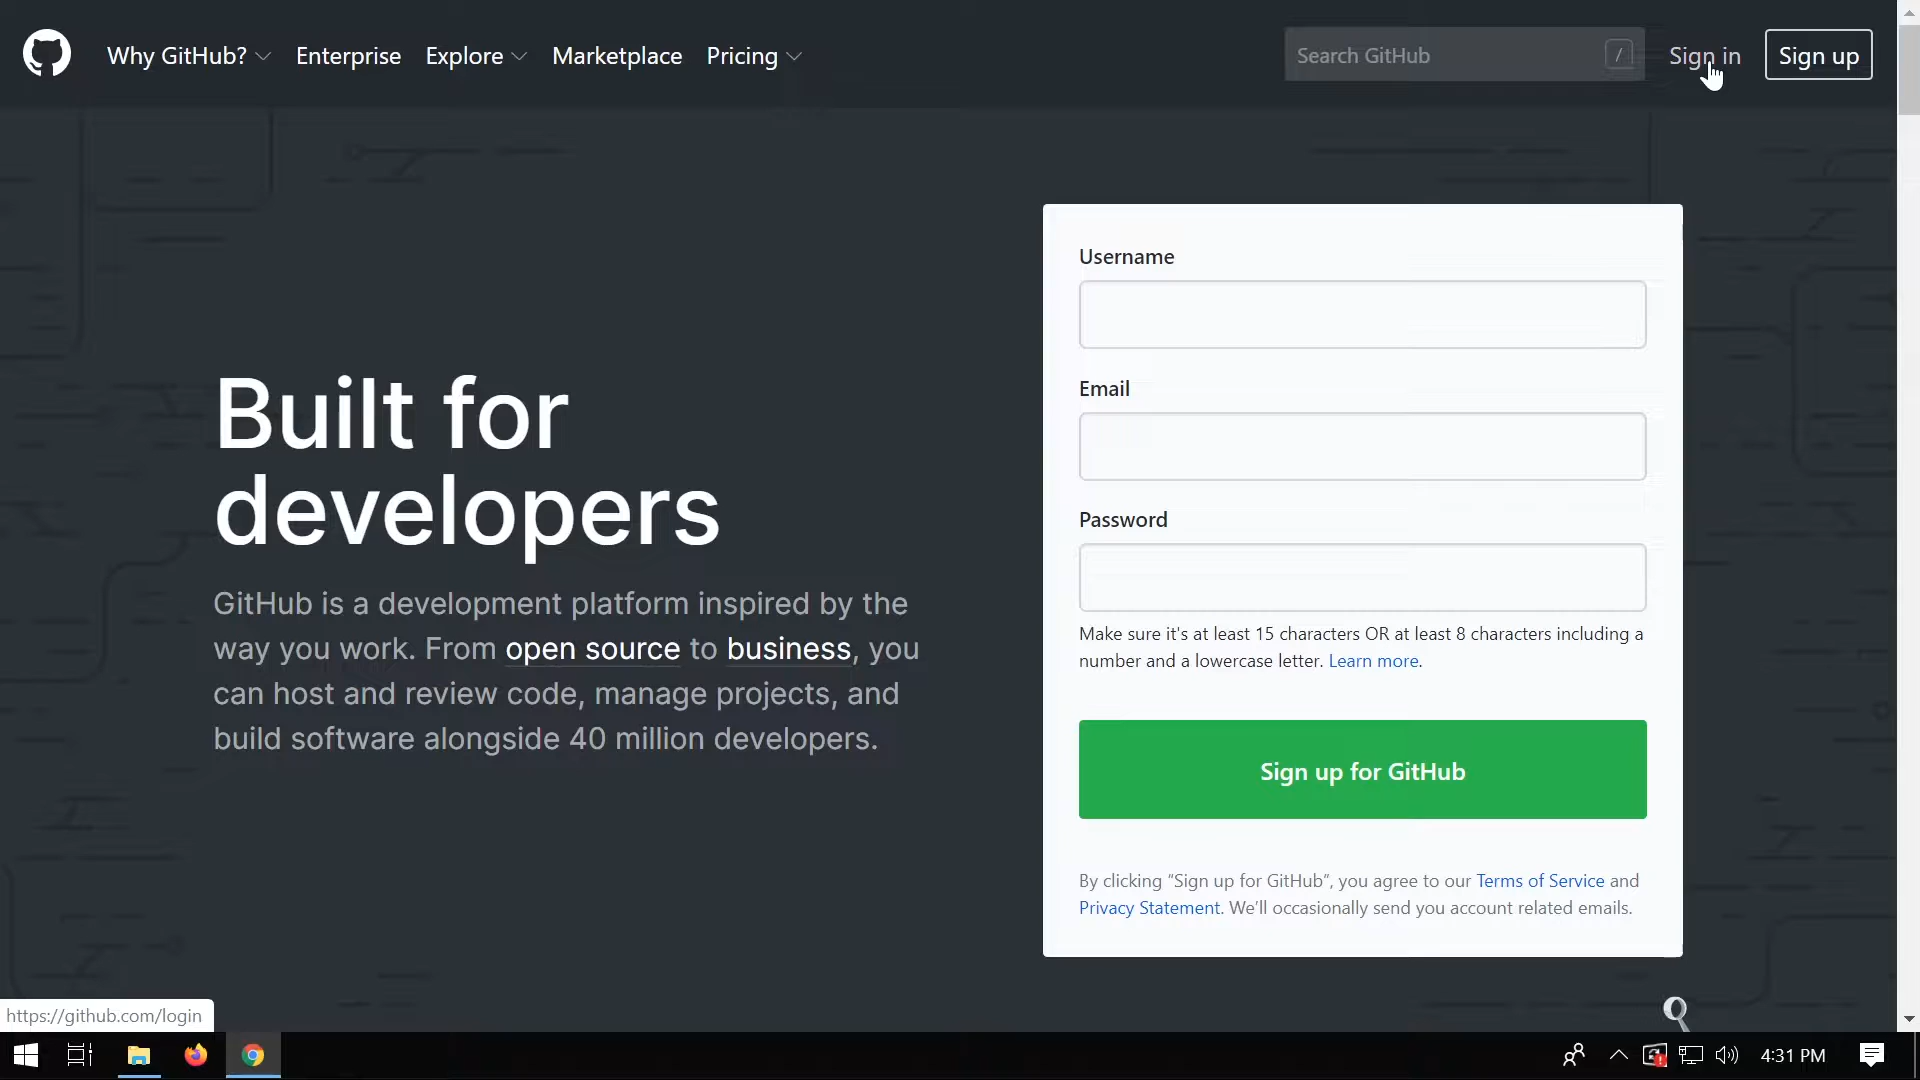 Why GitHub? Enterprise Explore Marketplace Pricing Search GitHub / Sign in Sign up
Built for
developers
GitHub is a development platform inspired by the
way you work. From open source to business, you
can host and review code, manage projects, and
build software alongside 40 million developers.
Username
Email
Password
Make sure it's at least 15 characters OR at least 8 characters including a
number and a lowercase letter. Learn more.
Sign up for GitHub
By clicking “Sign up for GitHub”, you agree to our Terms of Service and
Privacy Statement. We’ll occasionally send you account related emails.
https://github.com/login
4:31 PM